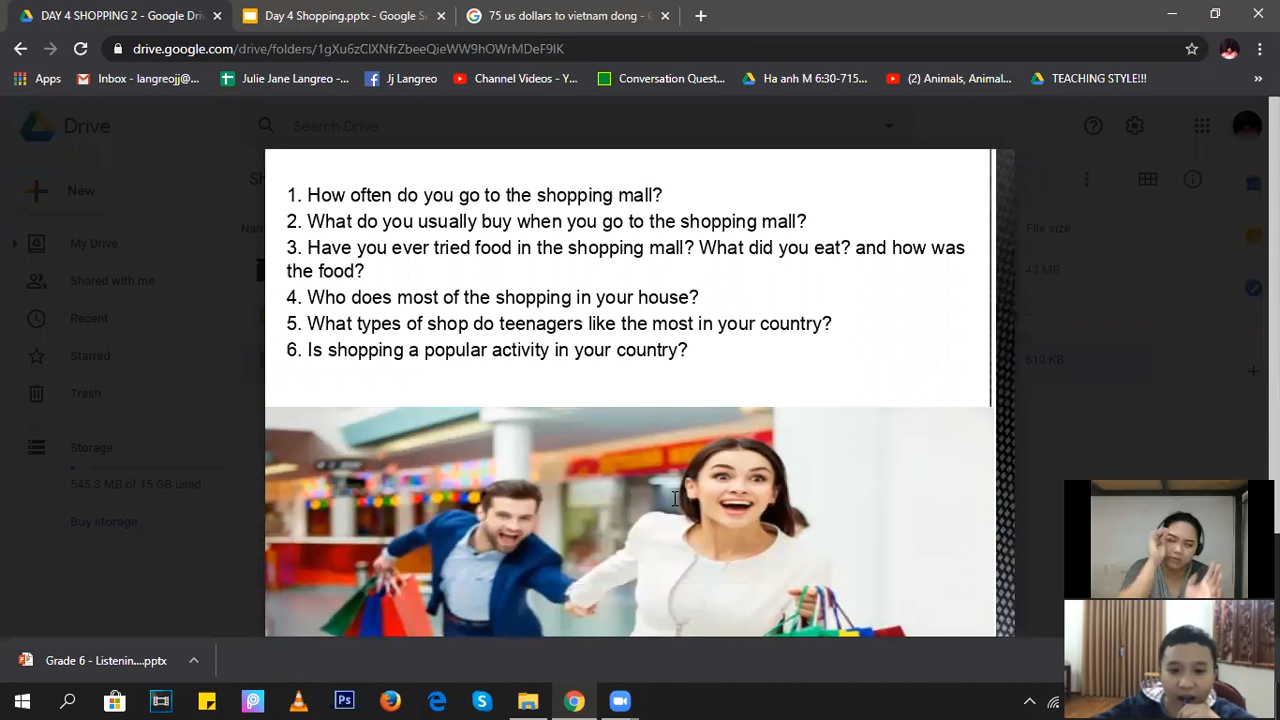 DAY 4 SHOPPING 2 - Google Dri
Day 4 Shopping.pptx - Google S
75 us dollars to vietnam dong -
drive.google.com/drive/folders/1gXu6zClXNfrZbeeQieWW9hOWrMDeF9lK
Apps
Inbox - langreojj@...
Julie Jane Langreo -...
Jj Langreo
Channel Videos - Y...
Conversation Quest...
Ha anh M 6:30-715...
(2) Animals, Animal...
TEACHING STYLE!!!
Drive
Search Drive
New
My Drive
Shared with me
Recent
Starred
Trash
Storage
545.3 MB of 15 GB used
Buy storage
File size
43 MB
610 KB
1. How often do you go to the shopping mall?
2. What do you usually buy when you go to the shopping mall?
3. Have you ever tried food in the shopping mall? What did you eat? and how was
the food?
4. Who does most of the shopping in your house?
5. What types of shop do teenagers like the most in your country?
6. Is shopping a popular activity in your country?
Grade 6 - Listenin....pptx
Ps